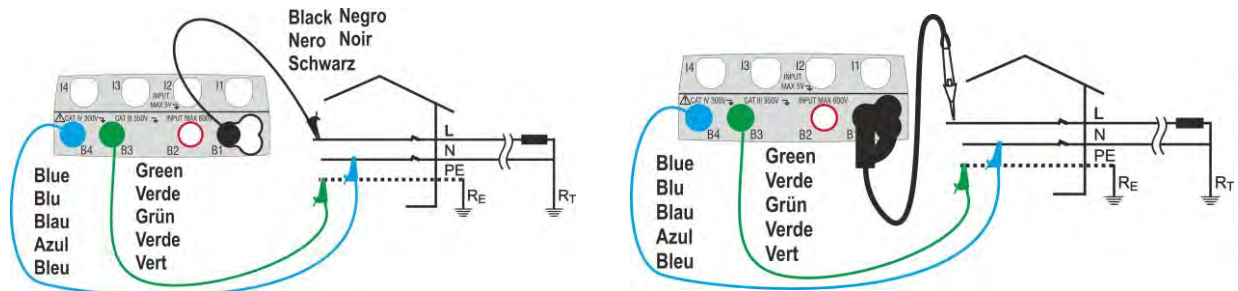 Black Negro
Nero Noir
Schwarz
I4 I3 I2 I1
INPUT
MAX 5V
CAT IV 300V CAT III 350V INPUT MAX 600V
B4 B3 B2 B1
L
N
PE
RE
RT
Blue
Blu
Blau
Azul
Bleu
Green
Verde
Grün
Verde
Vert
I4 I3 I2 I1
INPUT
MAX 5V
CAT IV 300V CAT III 350V INPUT MAX 600V
B4 B3 B2 B1
L
N
PE
RE
RT
Blue
Blu
Blau
Azul
Bleu
Green
Verde
Grün
Verde
Vert